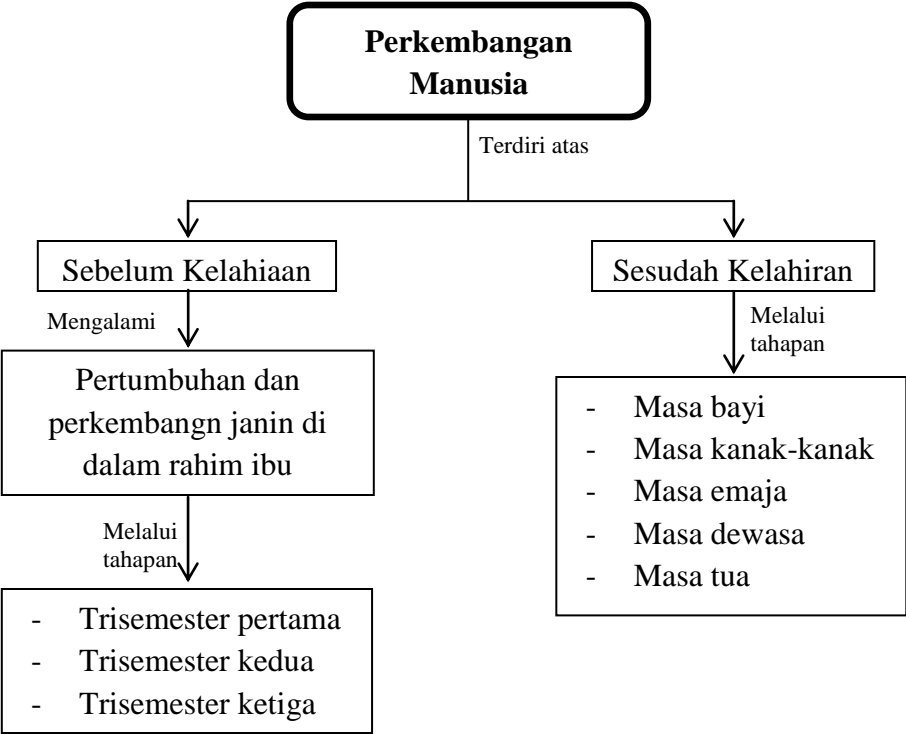 Perkembangan
Manusia
Terdiri atas
Sebelum Kelahiaan
Sesudah Kelahiran
Mengalami
Melalui
tahapan
Pertumbuhan dan
perkembangn janin di
dalam rahim ibu
- Masa bayi
- Masa kanak-kanak
- Masa emaja
- Masa dewasa
- Masa tua
Melalui
tahapan
- Trisemester pertama
- Trisemester kedua
- Trisemester ketiga